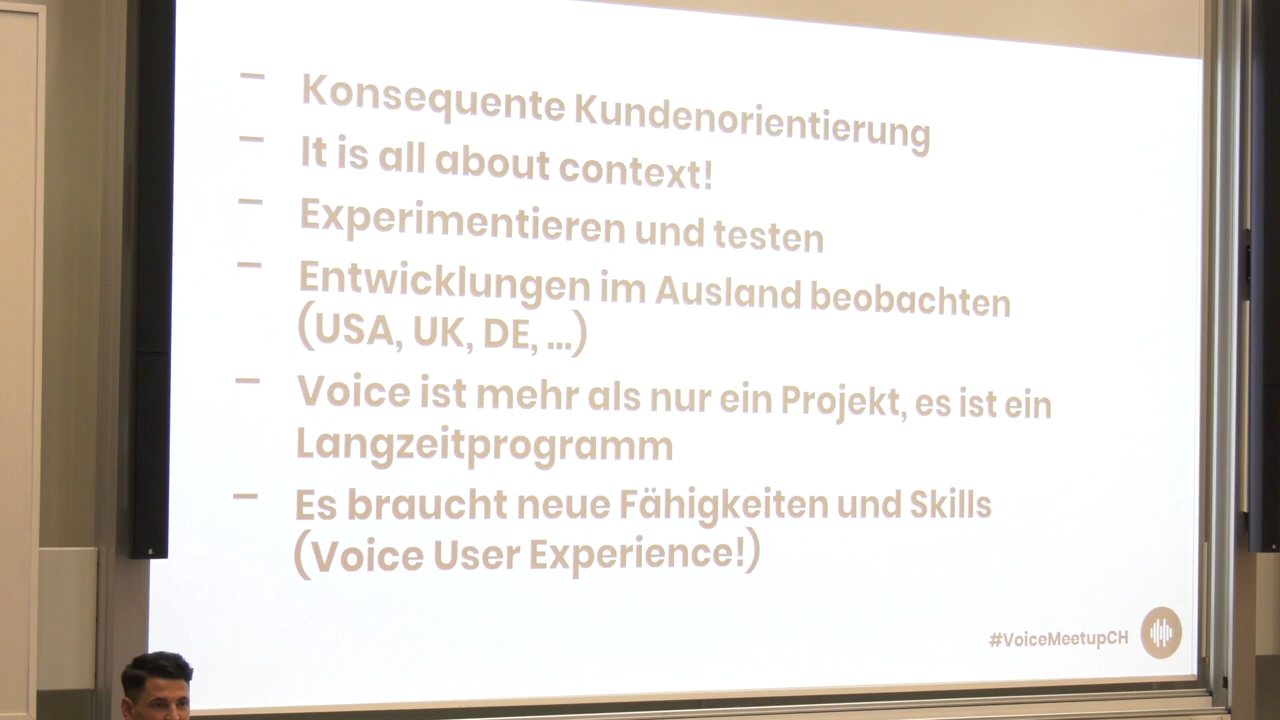 – Konsequente Kundenorientierung
– It is all about context!
– Experimentieren und testen
– Entwicklungen im Ausland beobachten
(USA, UK, DE, ...)
– Voice ist mehr als nur ein Projekt, es ist ein
Langzeitprogramm
– Es braucht neue Fähigkeiten und Skills
(Voice User Experience!)
#VoiceMeetupCH